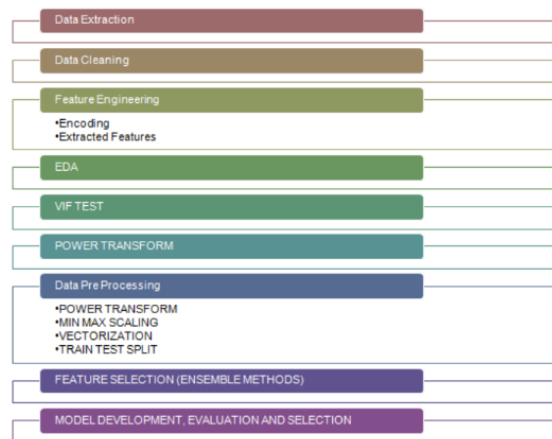 Data Extraction
Data Cleaning
Feature Engineering
•Encoding
•Extracted Features
EDA
VIF TEST
POWER TRANSFORM
Data Pre Processing
•POWER TRANSFORM
•MIN MAX SCALING
•VECTORIZATION
•TRAIN TEST SPLIT
FEATURE SELECTION (ENSEMBLE METHODS)
MODEL DEVELOPMENT, EVALUATION AND SELECTION